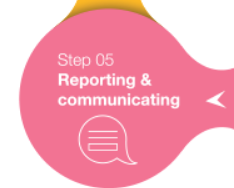 Step 05
Reporting &
communicating